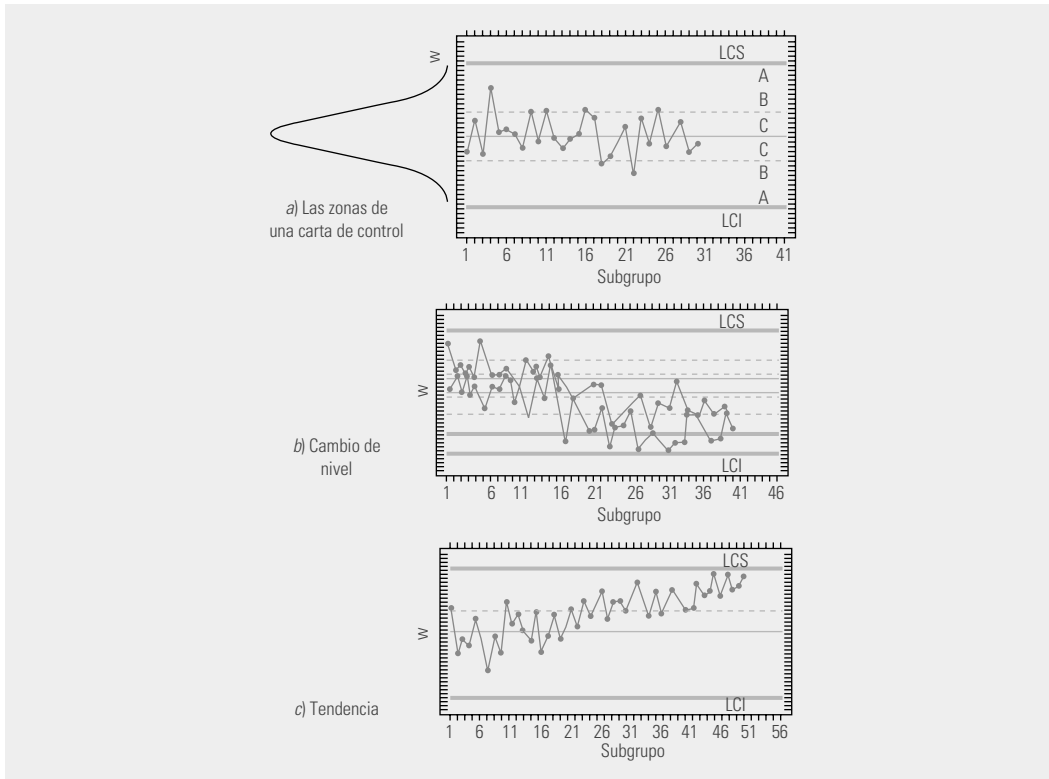 W
LCS
A
B
C
C
B
A
LCI
a) Las zonas de
una carta de control
1 6 11 16 21 26 31 36 41
Subgrupo
LCS
W
b) Cambio de
nivel
LCI
1 6 11 16 21 26 31 36 41 46
Subgrupo
LCS
W
c) Tendencia
LCI
1 6 11 16 21 26 31 36 41 46 51 56
Subgrupo